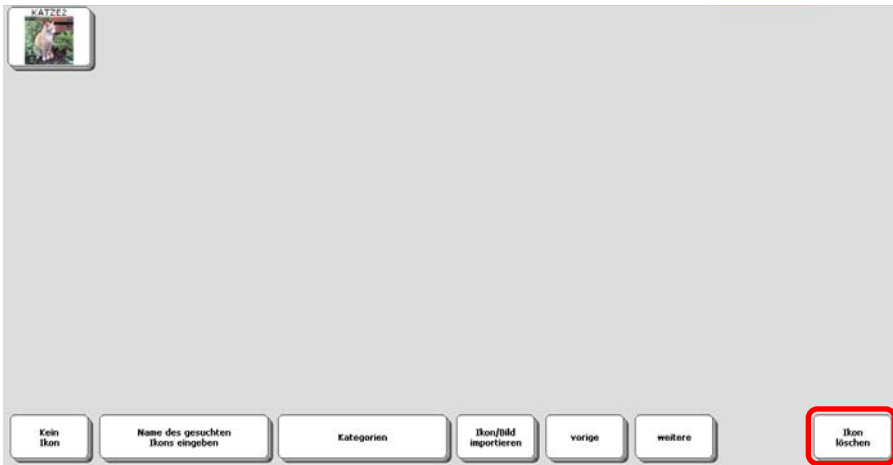 KATZE2
Kein
Ikon
Name des gesuchten
Ikons eingeben
Kategorien
Ikon/Bild
importieren
vorige
weitere
Ikon
löschen